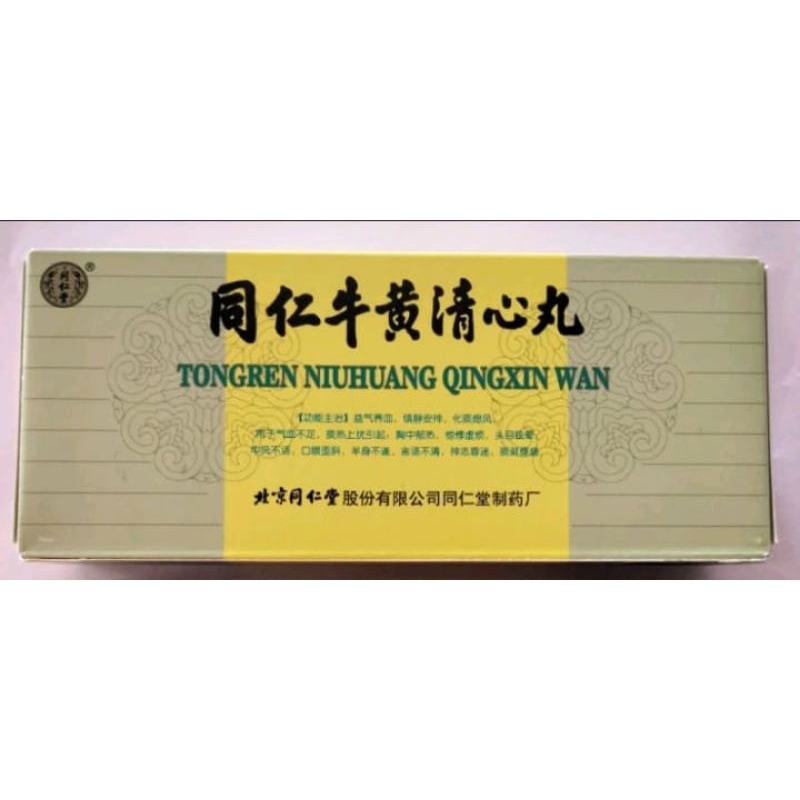 同仁堂
®
同仁牛黄清心丸
TONGREN NIUHUANG QINGXIN WAN
【功能主治】益气养血，镇静安神，化痰熄风。
用于气血不足，痰热上扰引起：胸中郁热，惊悸虚烦，头目眩晕
中风不语，口眼歪斜，半身不遂，言语不清，神志昏迷，痰涎壅盛
北京同仁堂股份有限公司同仁堂制药厂